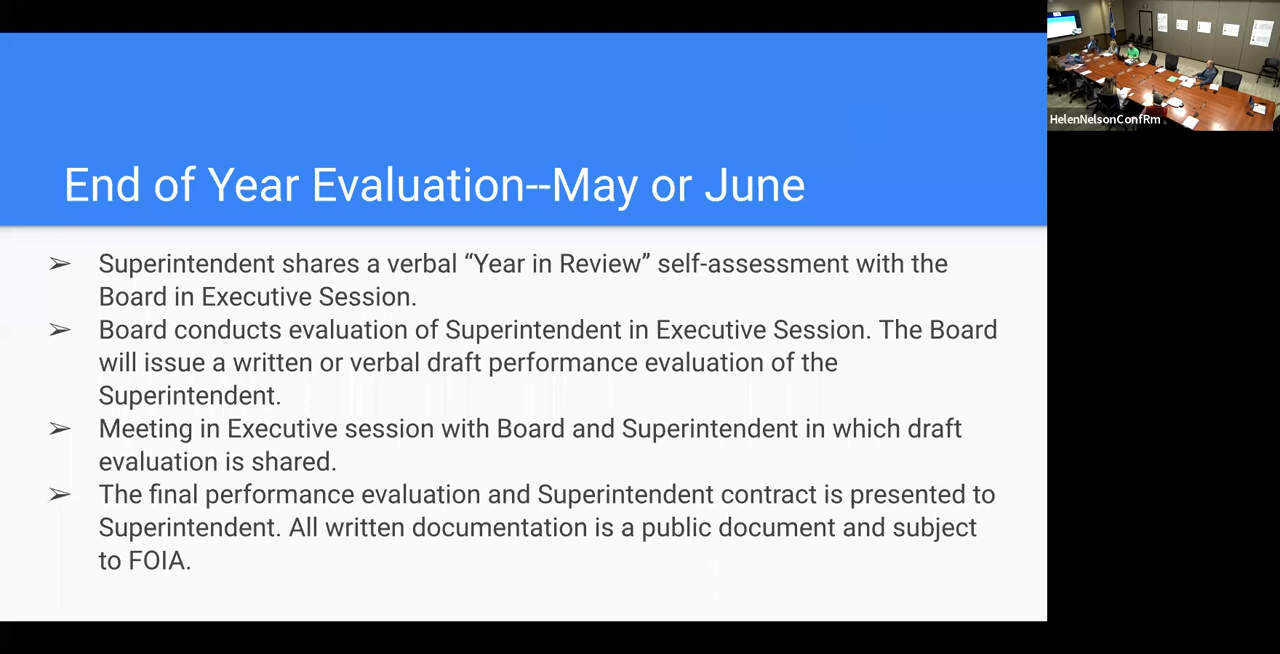 End of Year Evaluation--May or June
➢ Superintendent shares a verbal “Year in Review” self-assessment with the
Board in Executive Session.
➢ Board conducts evaluation of Superintendent in Executive Session. The Board
will issue a written or verbal draft performance evaluation of the
Superintendent.
➢ Meeting in Executive session with Board and Superintendent in which draft
evaluation is shared.
➢ The final performance evaluation and Superintendent contract is presented to
Superintendent. All written documentation is a public document and subject
to FOIA.
HelenNelsonConfRm